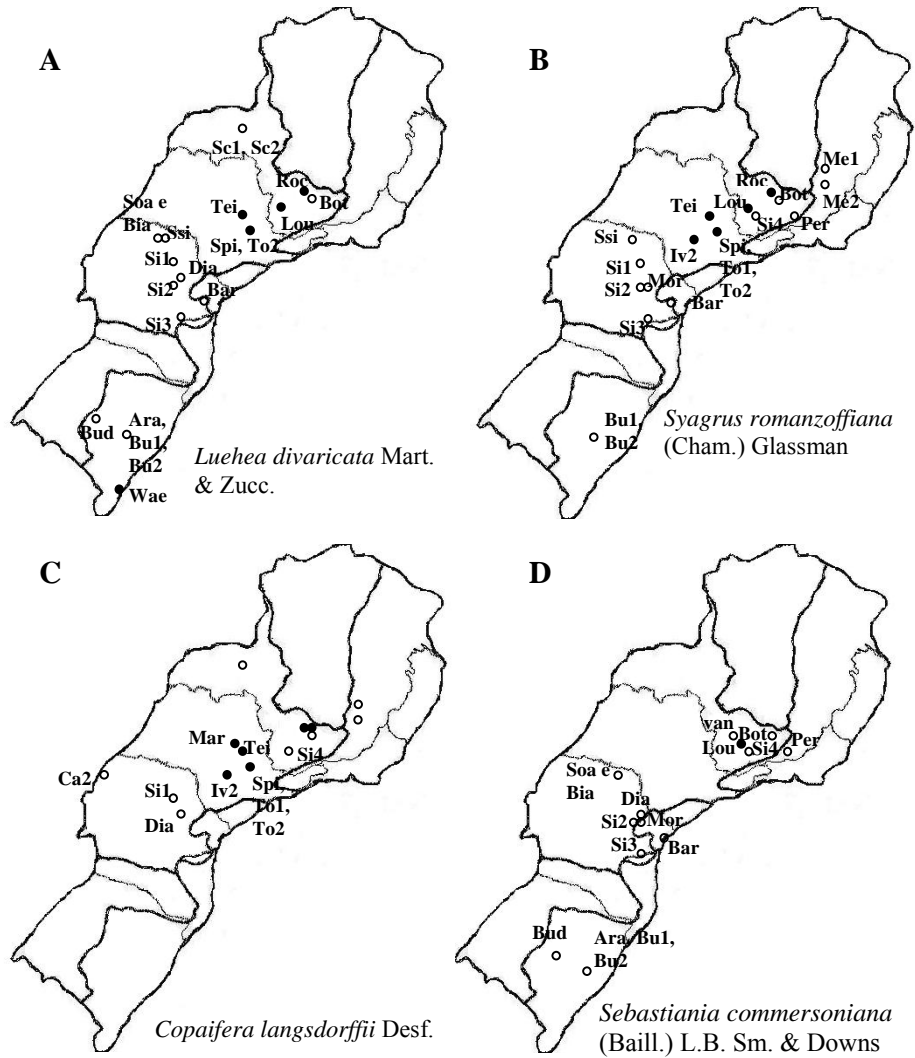 A
Sc1, Sc2
Roc
Bot
Soa e
Bia
Tei
Lou
Ssi
Spi, To2
Si1
Dia
Si2
Bar
Si3
Bud
Ara,
Bu1,
Bu2
Wae
Luehea divaricata Mart.
& Zucc.
B
Me1
Me2
Roc
Bot
Tei
Lou
Si4
Per
Ssi
Iv2
Spi,
To1,
To2
Si1
Si2
Mor
Bar
Si3
Bu1,
Bu2
Syagrus romanzoffiana
(Cham.) Glassman
C
Mar
Tei
Si4
Ca2
Iv2
Spi,
To1,
To2
Si1
Dia
Copaifera langsdorffii Desf.
D
van
Bot
Lou
Si4
Per
Soa e
Bia
Dia
Si2
Mor
Si3
Bar
Bud
Ara, Bu1,
Bu2
Sebastiania commersoniana
(Baill.) L.B. Sm. & Downs